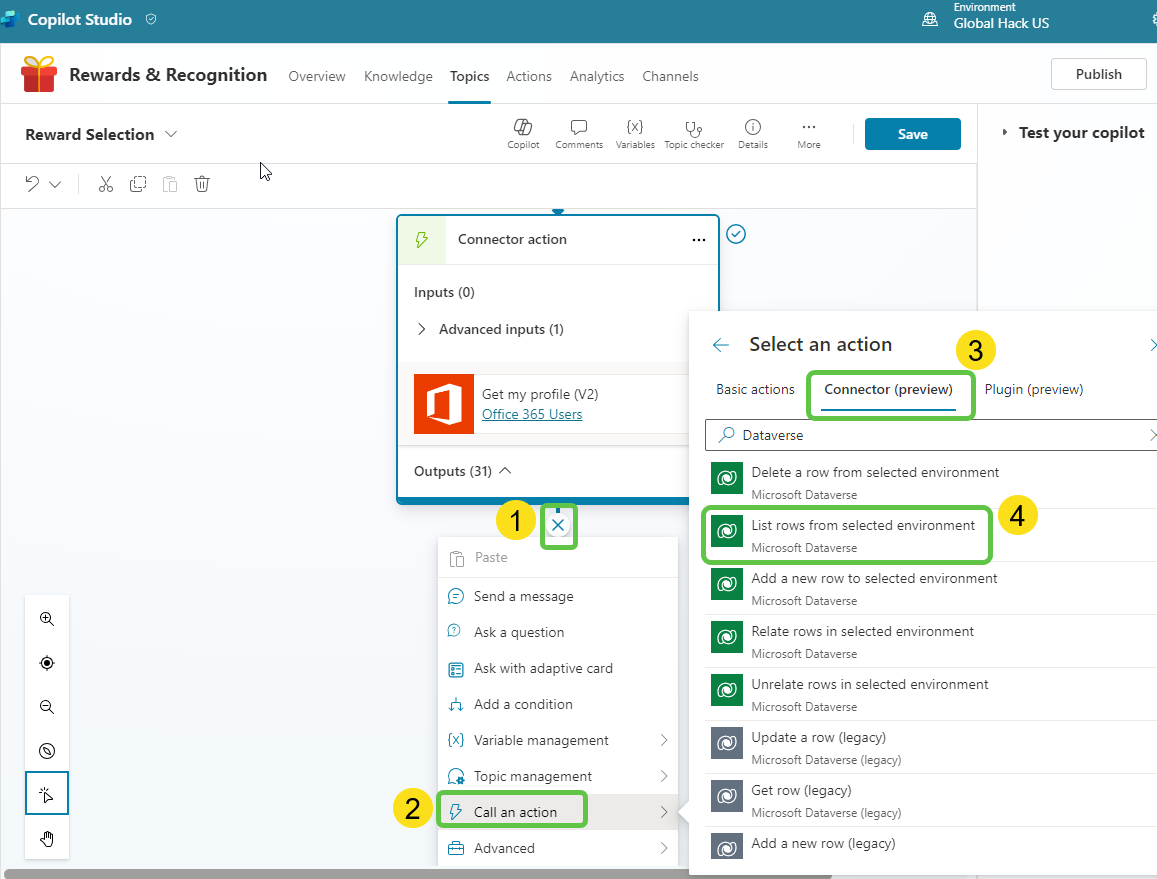 Copilot Studio
Environment
Global Hack US
Rewards & Recognition
Overview
Knowledge
Topics
Actions
Analytics
Channels
Publish
Reward Selection
Copilot
Comments
{x}
Variables
Topic checker
Details
More
Save
Test your copilot
Connector action
Inputs (0)
Advanced inputs (1)
Get my profile (V2)
Office 365 Users
Outputs (31)
1
Paste
Send a message
Ask a question
Ask with adaptive card
Add a condition
{x} Variable management
Topic management
2
Call an action
Advanced
Select an action
3
Basic actions
Connector (preview)
Plugin (preview)
Dataverse
Delete a row from selected environment
Microsoft Dataverse
List rows from selected environment
Microsoft Dataverse
4
Add a new row to selected environment
Microsoft Dataverse
Relate rows in selected environment
Microsoft Dataverse
Unrelate rows in selected environment
Microsoft Dataverse
Update a row (legacy)
Microsoft Dataverse (legacy)
Get row (legacy)
Microsoft Dataverse (legacy)
Add a new row (legacy)